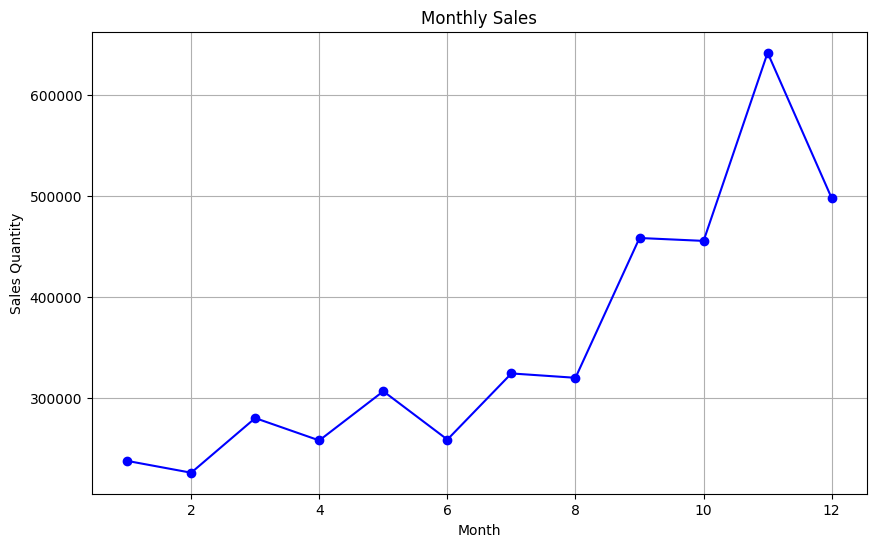 Monthly Sales
600000
500000
400000
300000
Sales Quantity
2 4 6 8 10 12
Month